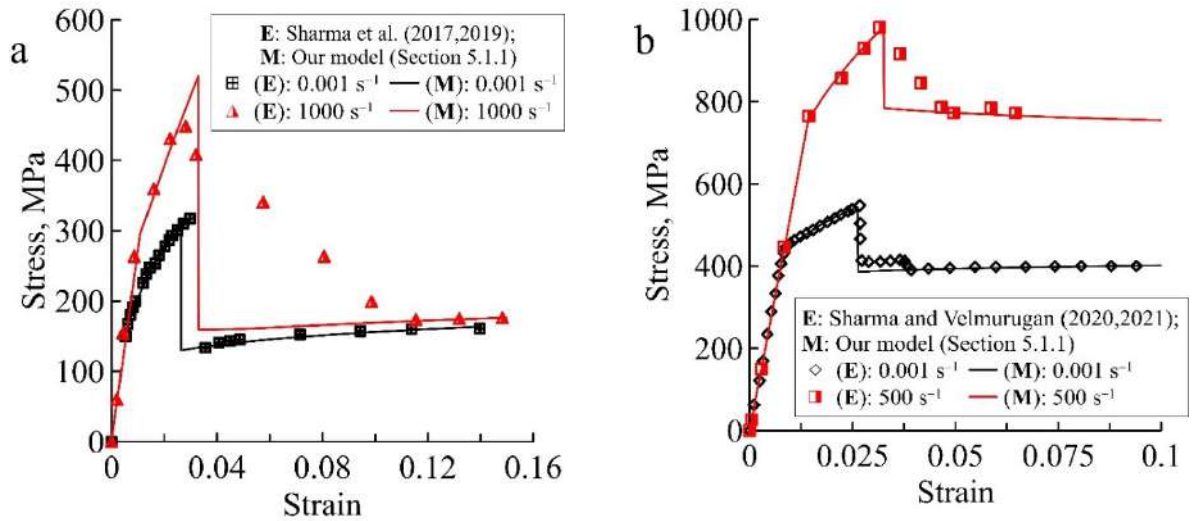 a
Stress, MPa
600
500
400
300
200
100
0
E: Sharma et al. (2017,2019);
M: Our model (Section 5.1.1)
(E): 0.001 s⁻¹ (M): 0.001 s⁻¹
(E): 1000 s⁻¹ (M): 1000 s⁻¹
0 0.04 0.08 0.12 0.16
Strain
b
Stress, MPa
1000
800
600
400
200
0
E: Sharma and Velmurugan (2020,2021);
M: Our model (Section 5.1.1)
(E): 0.001 s⁻¹ (M): 0.001 s⁻¹
(E): 500 s⁻¹ (M): 500 s⁻¹
0 0.025 0.05 0.075 0.1
Strain